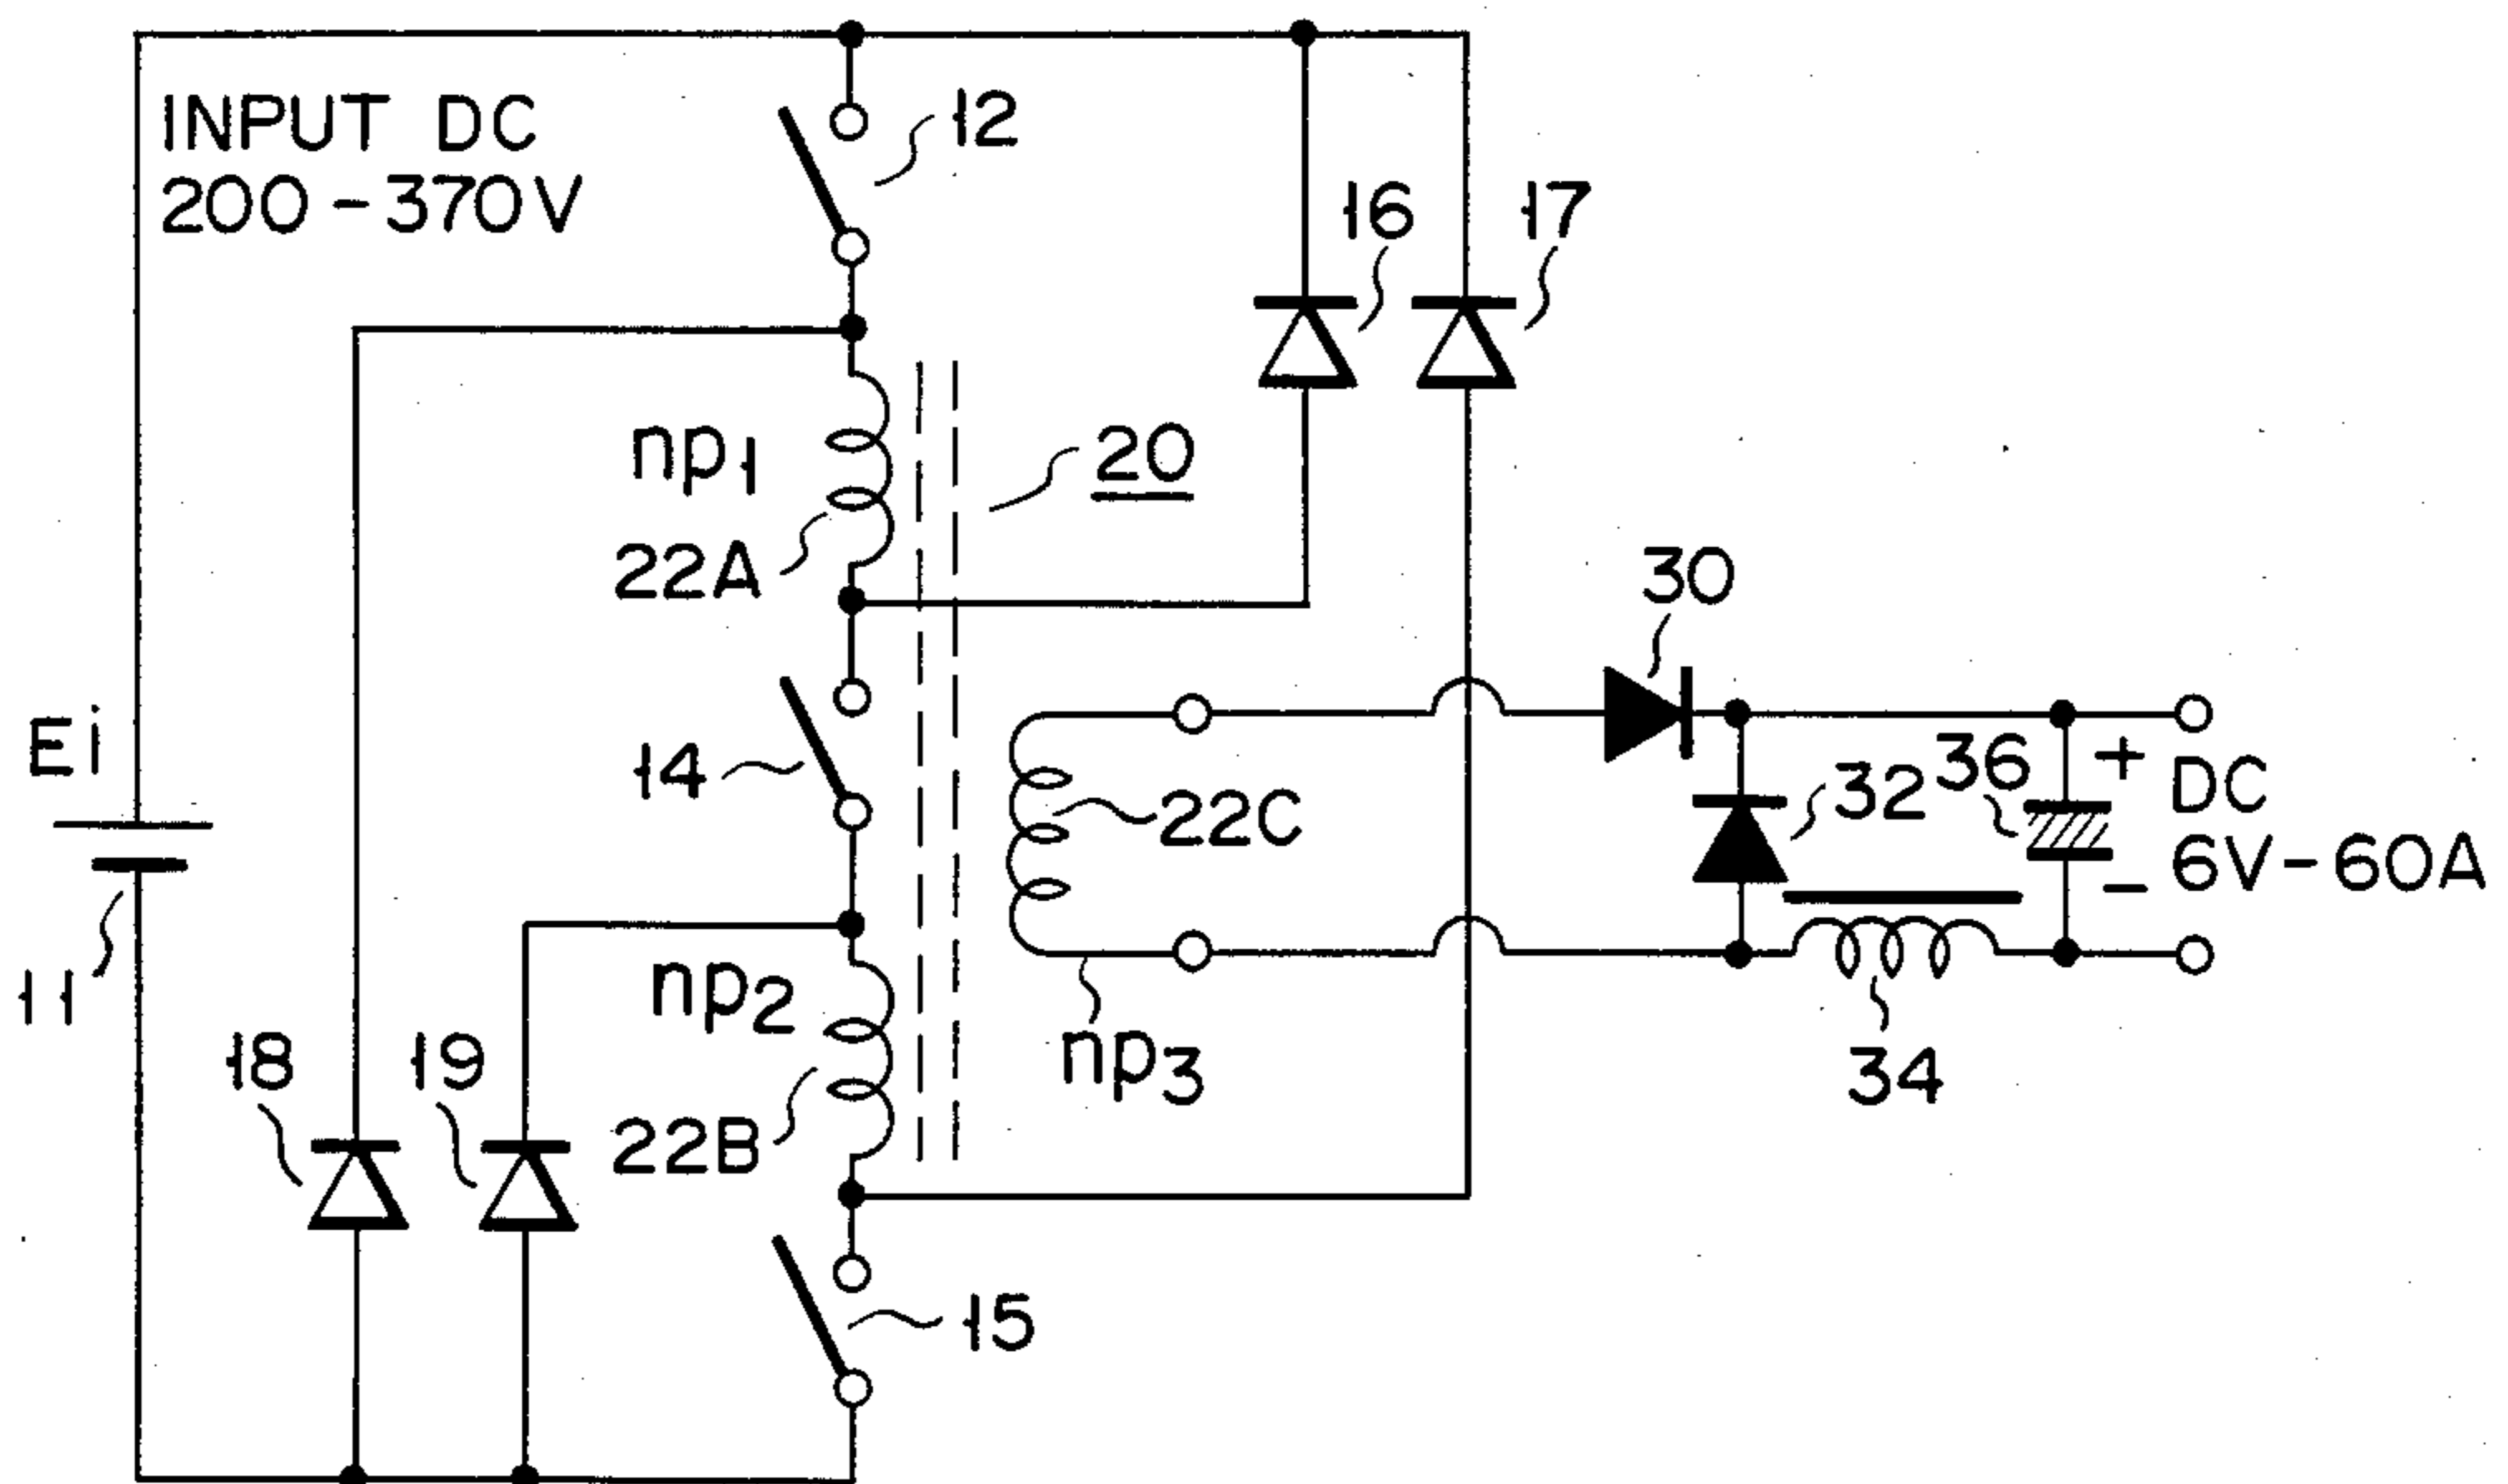 INPUT DC
200-370V
12
16
17
np1
20
22A
30
Ei
14
22C
32
36
+
DC
-
6V-60A
11
np2
18
19
np3
34
22B
15